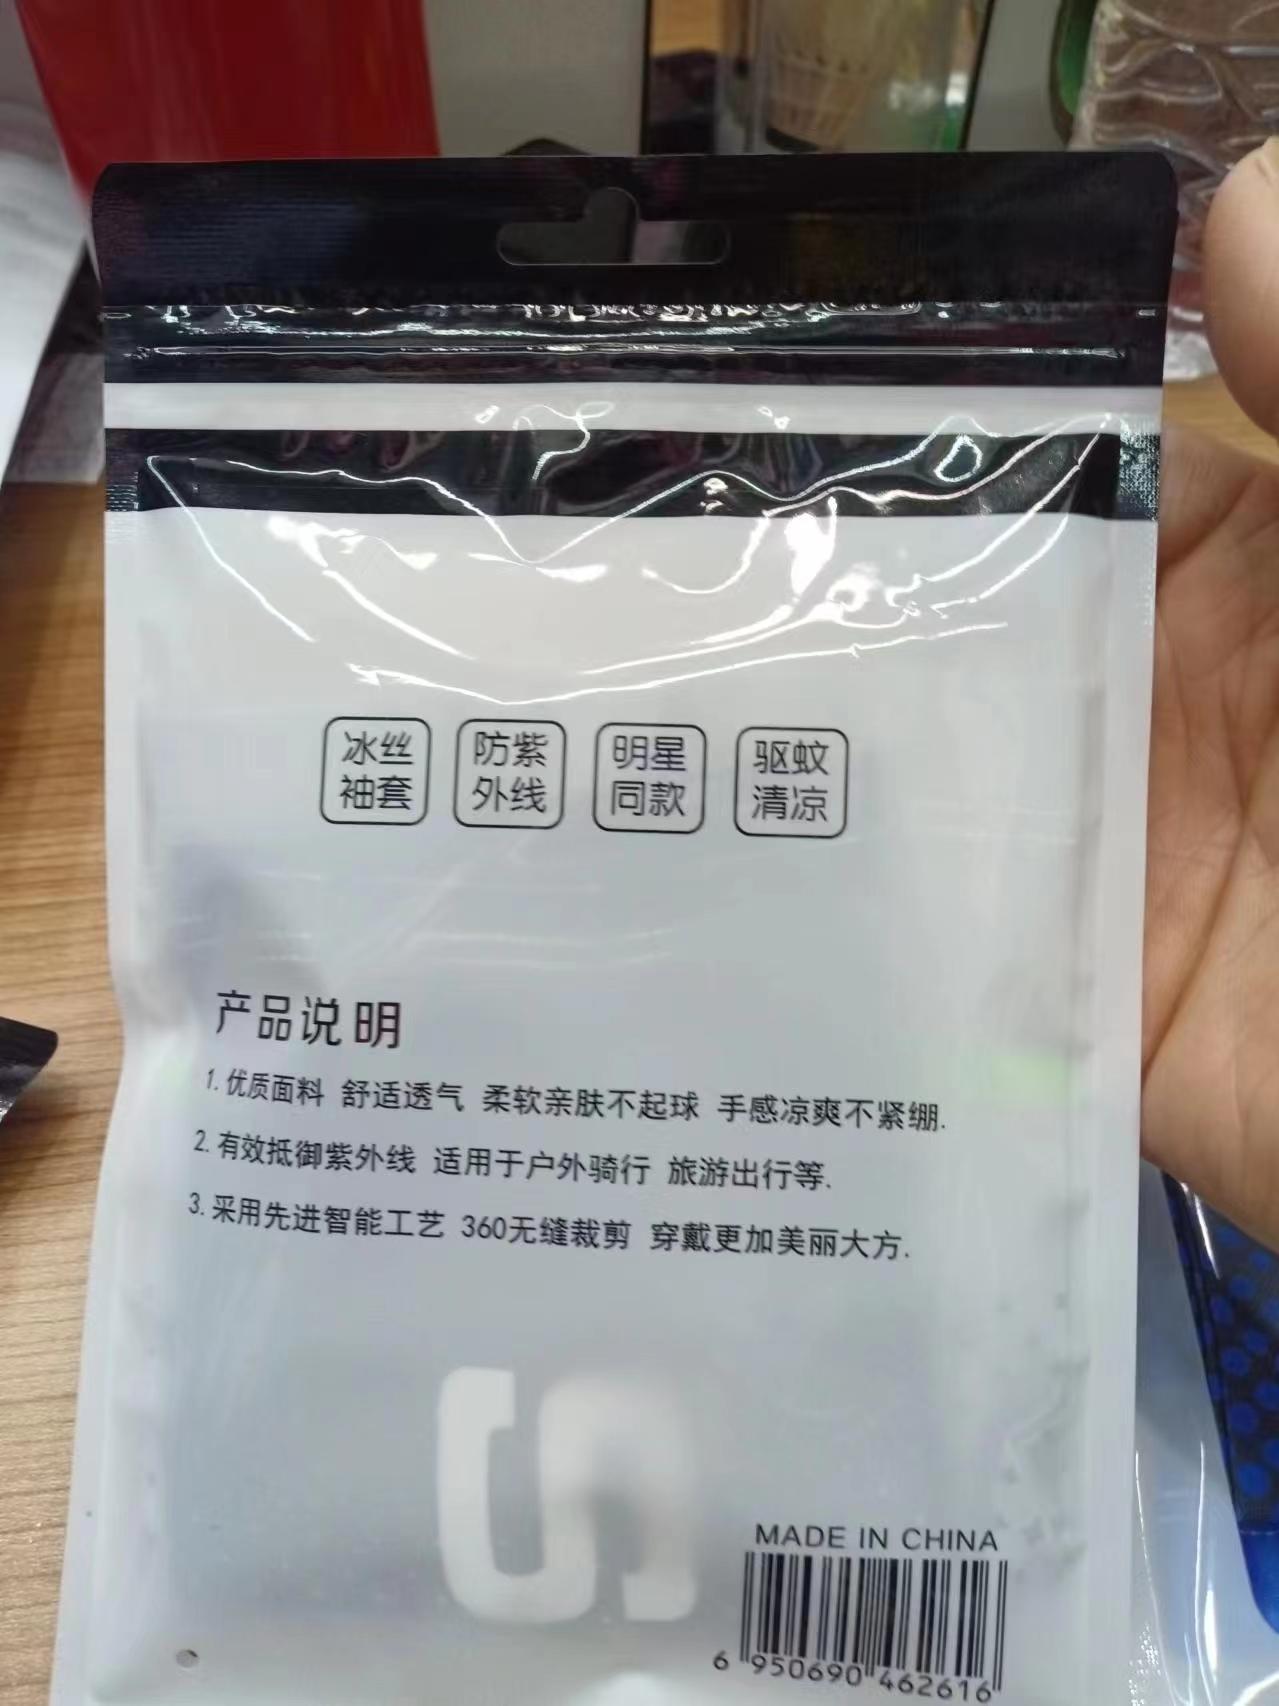 冰丝
袖套
防紫
外线
明星
同款
驱蚊
清凉
产品说明
1.优质面料 舒适透气 柔软亲肤不起球 手感凉爽不紧绷.
2.有效抵御紫外线 适用于户外骑行 旅游出行等.
3.采用先进智能工艺 360无缝裁剪 穿戴更加美丽大方.
MADE IN CHINA
6 950690 462616